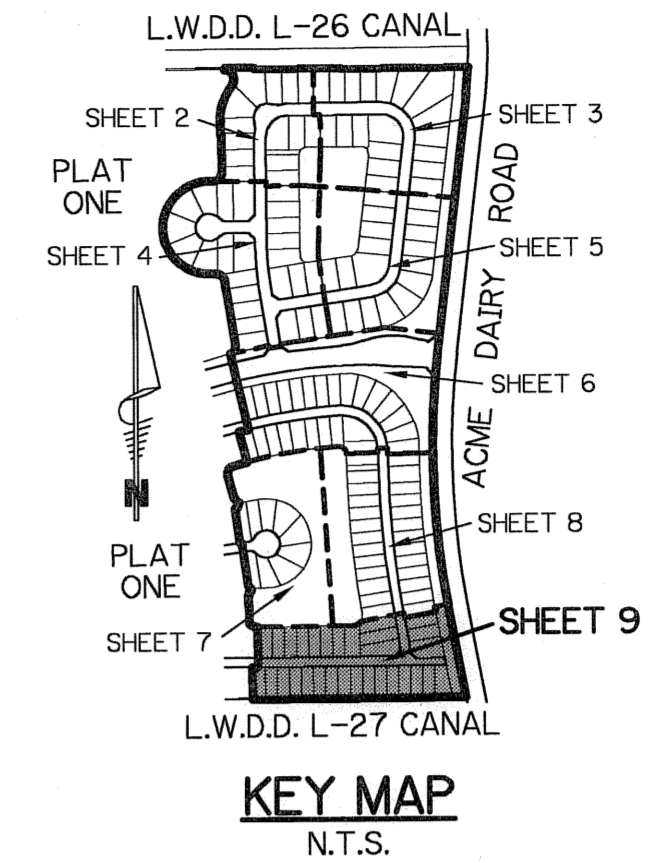 L.W.D.D. L-26 CANAL
SHEET 2
SHEET 3
PLAT
ONE
ROAD
SHEET 4
SHEET 5
DAIRY
SHEET 6
ACME
N
SHEET 8
PLAT
ONE
SHEET 9
SHEET 7
L.W.D.D. L-27 CANAL
KEY MAP
N.T.S.